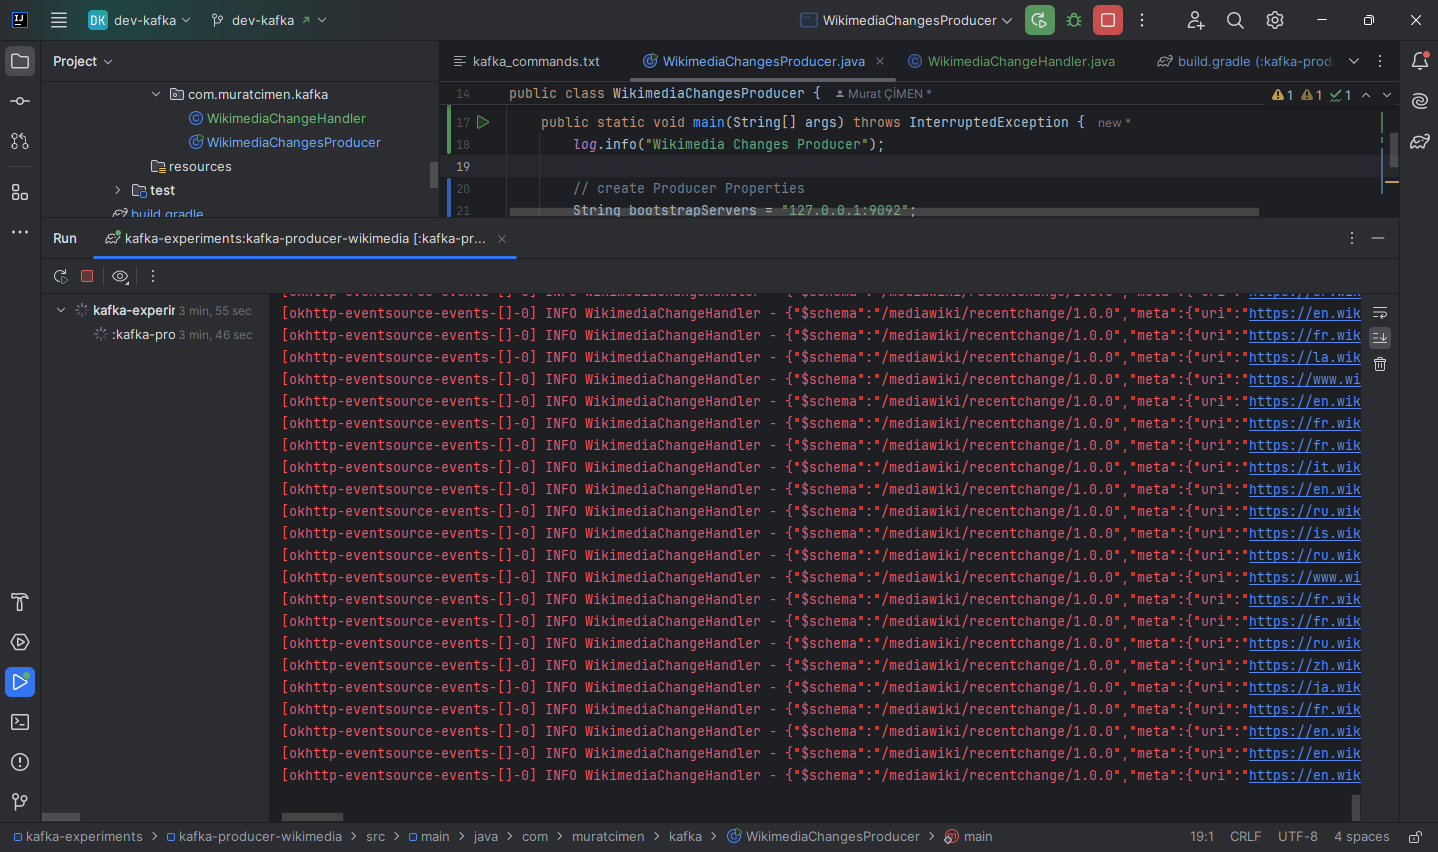 DK dev-kafka dev-kafka WikimediaChangesProducer
Project
kafka_commands.txt WikimediaChangesProducer.java WikimediaChangeHandler.java build.gradle (:kafka-prod
com.muratcimen.kafka
WikimediaChangeHandler
WikimediaChangesProducer
resources
test
build.gradle
14 public class WikimediaChangesProducer { Murat ÇİMEN *
1 1 1
17 public static void main(String[] args) throws InterruptedException { new *
18 log.info("Wikimedia Changes Producer");
19
20 // create Producer Properties
21 String bootstrapServers = "127.0.0.1:9092";
Run kafka-experiments:kafka-producer-wikimedia [:kafka-pr...
kafka-experir 3 min, 55 sec
:kafka-pro 3 min, 46 sec
[okhttp-eventsource-events-[]-0] INFO WikimediaChangeHandler - {"$schema":"/mediawiki/recentchange/1.0.0","meta":{"uri":"
[okhttp-eventsource-events-[]-0] INFO WikimediaChangeHandler - {"$schema":"/mediawiki/recentchange/1.0.0","meta":{"uri":"https://en.wik
[okhttp-eventsource-events-[]-0] INFO WikimediaChangeHandler - {"$schema":"/mediawiki/recentchange/1.0.0","meta":{"uri":"https://fr.wik
[okhttp-eventsource-events-[]-0] INFO WikimediaChangeHandler - {"$schema":"/mediawiki/recentchange/1.0.0","meta":{"uri":"https://la.wik
[okhttp-eventsource-events-[]-0] INFO WikimediaChangeHandler - {"$schema":"/mediawiki/recentchange/1.0.0","meta":{"uri":"https://www.wi
[okhttp-eventsource-events-[]-0] INFO WikimediaChangeHandler - {"$schema":"/mediawiki/recentchange/1.0.0","meta":{"uri":"https://en.wik
[okhttp-eventsource-events-[]-0] INFO WikimediaChangeHandler - {"$schema":"/mediawiki/recentchange/1.0.0","meta":{"uri":"https://fr.wik
[okhttp-eventsource-events-[]-0] INFO WikimediaChangeHandler - {"$schema":"/mediawiki/recentchange/1.0.0","meta":{"uri":"https://fr.wik
[okhttp-eventsource-events-[]-0] INFO WikimediaChangeHandler - {"$schema":"/mediawiki/recentchange/1.0.0","meta":{"uri":"https://it.wik
[okhttp-eventsource-events-[]-0] INFO WikimediaChangeHandler - {"$schema":"/mediawiki/recentchange/1.0.0","meta":{"uri":"https://en.wik
[okhttp-eventsource-events-[]-0] INFO WikimediaChangeHandler - {"$schema":"/mediawiki/recentchange/1.0.0","meta":{"uri":"https://ru.wik
[okhttp-eventsource-events-[]-0] INFO WikimediaChangeHandler - {"$schema":"/mediawiki/recentchange/1.0.0","meta":{"uri":"https://is.wik
[okhttp-eventsource-events-[]-0] INFO WikimediaChangeHandler - {"$schema":"/mediawiki/recentchange/1.0.0","meta":{"uri":"https://ru.wik
[okhttp-eventsource-events-[]-0] INFO WikimediaChangeHandler - {"$schema":"/mediawiki/recentchange/1.0.0","meta":{"uri":"https://www.wi
[okhttp-eventsource-events-[]-0] INFO WikimediaChangeHandler - {"$schema":"/mediawiki/recentchange/1.0.0","meta":{"uri":"https://fr.wik
[okhttp-eventsource-events-[]-0] INFO WikimediaChangeHandler - {"$schema":"/mediawiki/recentchange/1.0.0","meta":{"uri":"https://fr.wik
[okhttp-eventsource-events-[]-0] INFO WikimediaChangeHandler - {"$schema":"/mediawiki/recentchange/1.0.0","meta":{"uri":"https://ru.wik
[okhttp-eventsource-events-[]-0] INFO WikimediaChangeHandler - {"$schema":"/mediawiki/recentchange/1.0.0","meta":{"uri":"https://zh.wik
[okhttp-eventsource-events-[]-0] INFO WikimediaChangeHandler - {"$schema":"/mediawiki/recentchange/1.0.0","meta":{"uri":"https://ja.wik
[okhttp-eventsource-events-[]-0] INFO WikimediaChangeHandler - {"$schema":"/mediawiki/recentchange/1.0.0","meta":{"uri":"https://fr.wik
[okhttp-eventsource-events-[]-0] INFO WikimediaChangeHandler - {"$schema":"/mediawiki/recentchange/1.0.0","meta":{"uri":"https://en.wik
[okhttp-eventsource-events-[]-0] INFO WikimediaChangeHandler - {"$schema":"/mediawiki/recentchange/1.0.0","meta":{"uri":"https://en.wik
[okhttp-eventsource-events-[]-0] INFO WikimediaChangeHandler - {"$schema":"/mediawiki/recentchange/1.0.0","meta":{"uri":"https://en.wik
kafka-experiments > kafka-producer-wikimedia > src > main > java > com > muratcimen > kafka > WikimediaChangesProducer > main 19:1 CRLF UTF-8 4 spaces